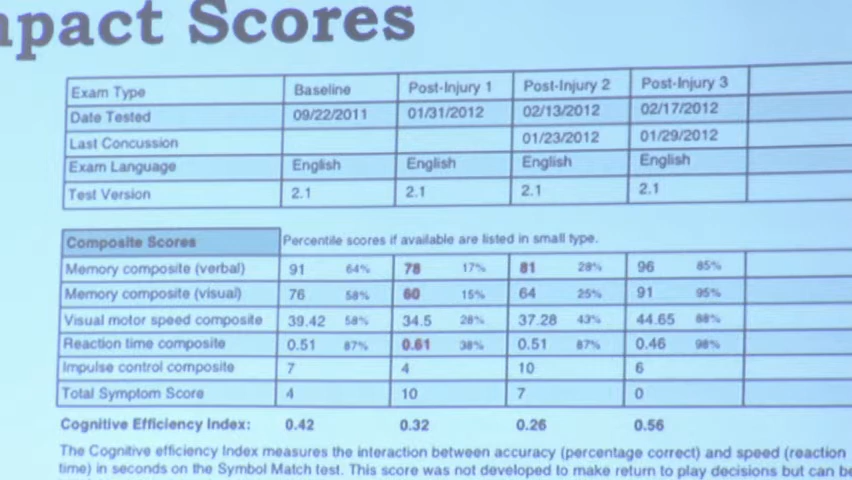 mpact Scores
Exam Type Baseline Post-Injury 1 Post-Injury 2 Post-Injury 3
Date Tested 09/22/2011 01/31/2012 02/13/2012 02/17/2012
Last Concussion 01/23/2012 01/29/2012
Exam Language English English English English
Test Version 2.1 2.1 2.1 2.1
Composite Scores Percentile scores if available are listed in small type.
Memory composite (verbal) 91 64% 78 17% 81 28% 96 85%
Memory composite (visual) 76 58% 60 15% 64 25% 91 95%
Visual motor speed composite 39.42 58% 34.5 28% 37.28 43% 44.65 88%
Reaction time composite 0.51 87% 0.61 38% 0.51 87% 0.46 98%
Impulse control composite 7 4 10 6
Total Symptom Score 4 10 7 0
Cognitive Efficiency Index: 0.42 0.32 0.26 0.56
The Cognitive efficiency Index measures the interaction between accuracy (percentage correct) and speed (reaction
time) in seconds on the Symbol Match test. This score was not developed to make return to play decisions but can be